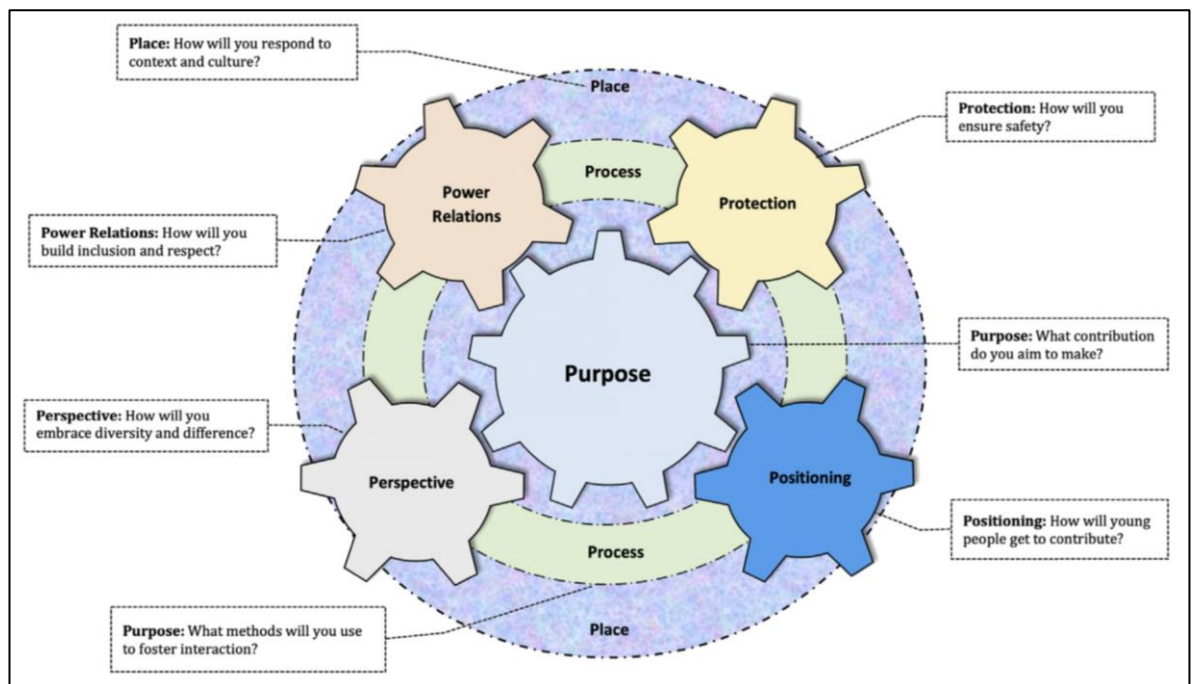 Place: How will you respond to
context and culture?
Place
Protection: How will you
ensure safety?
Process
Power
Relations
Protection
Power Relations: How will you
build inclusion and respect?
Purpose: What contribution
do you aim to make?
Purpose
Perspective: How will you
embrace diversity and difference?
Perspective
Positioning
Positioning: How will young
people get to contribute?
Process
Purpose: What methods will you use
to foster interaction?
Place